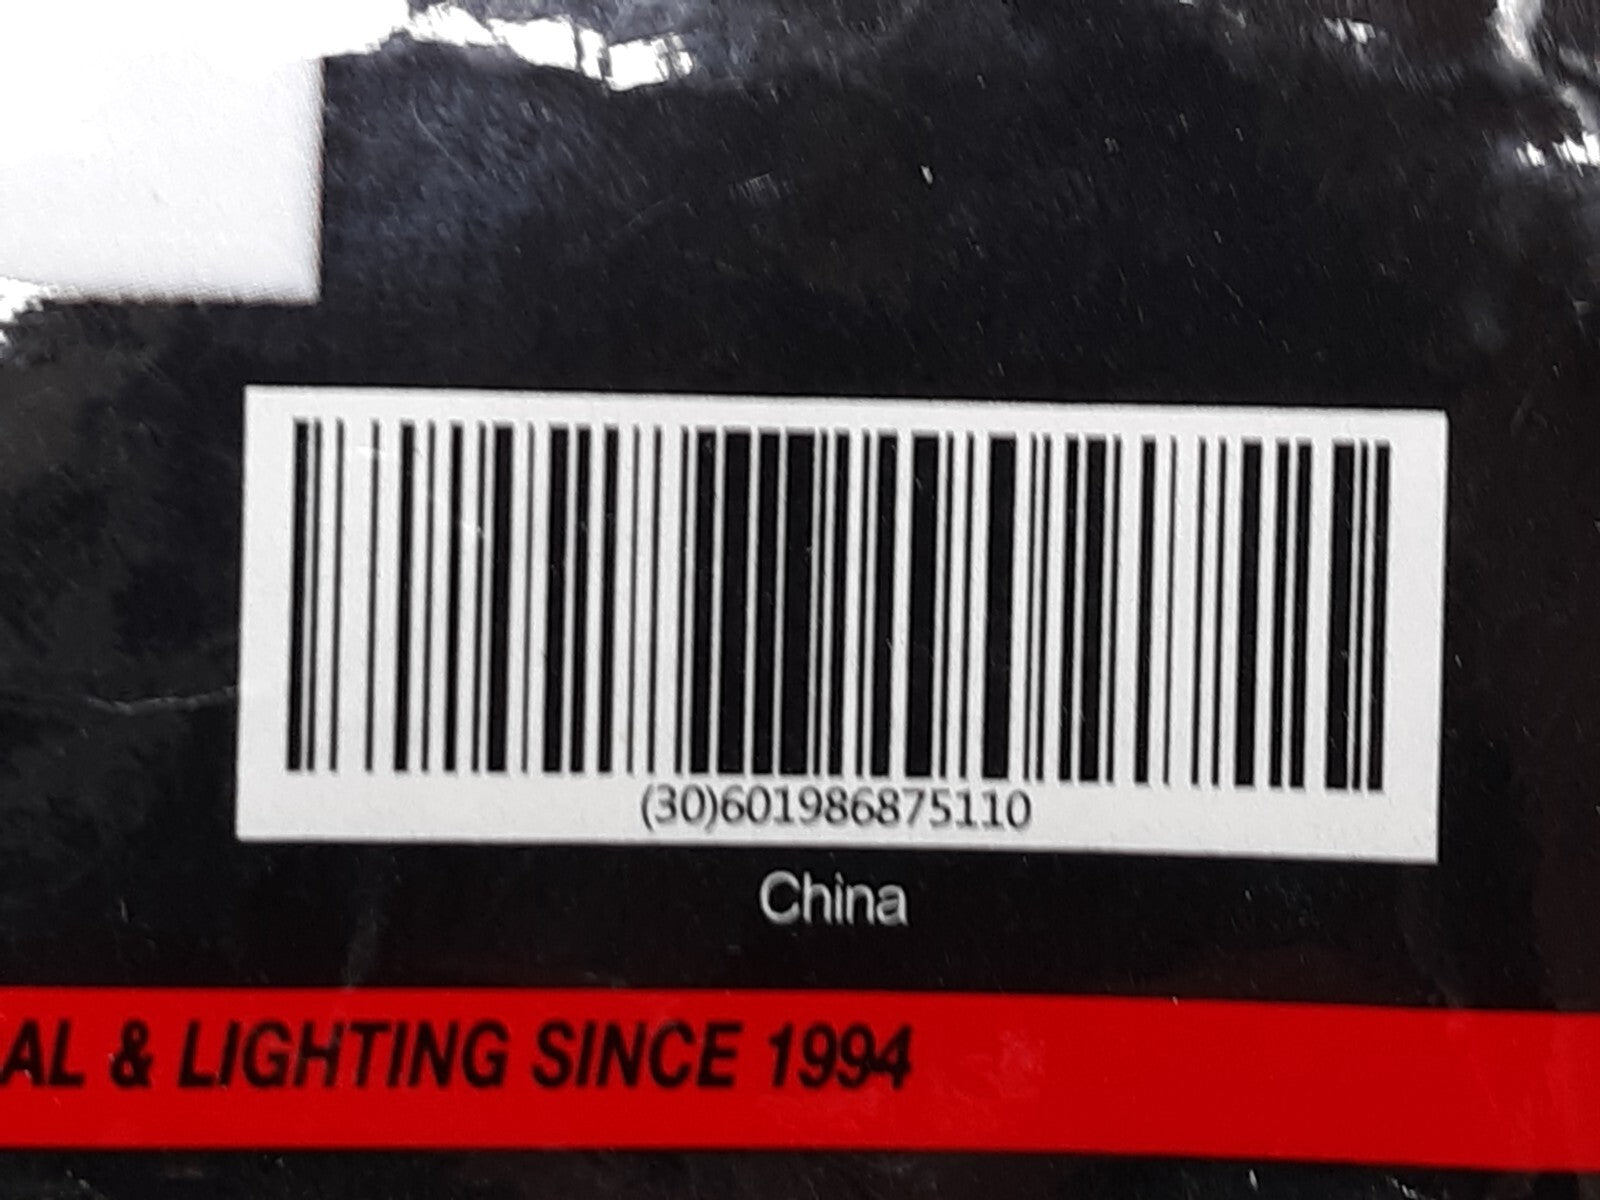 (30)601986875110
China
AL & LIGHTING SINCE 1994